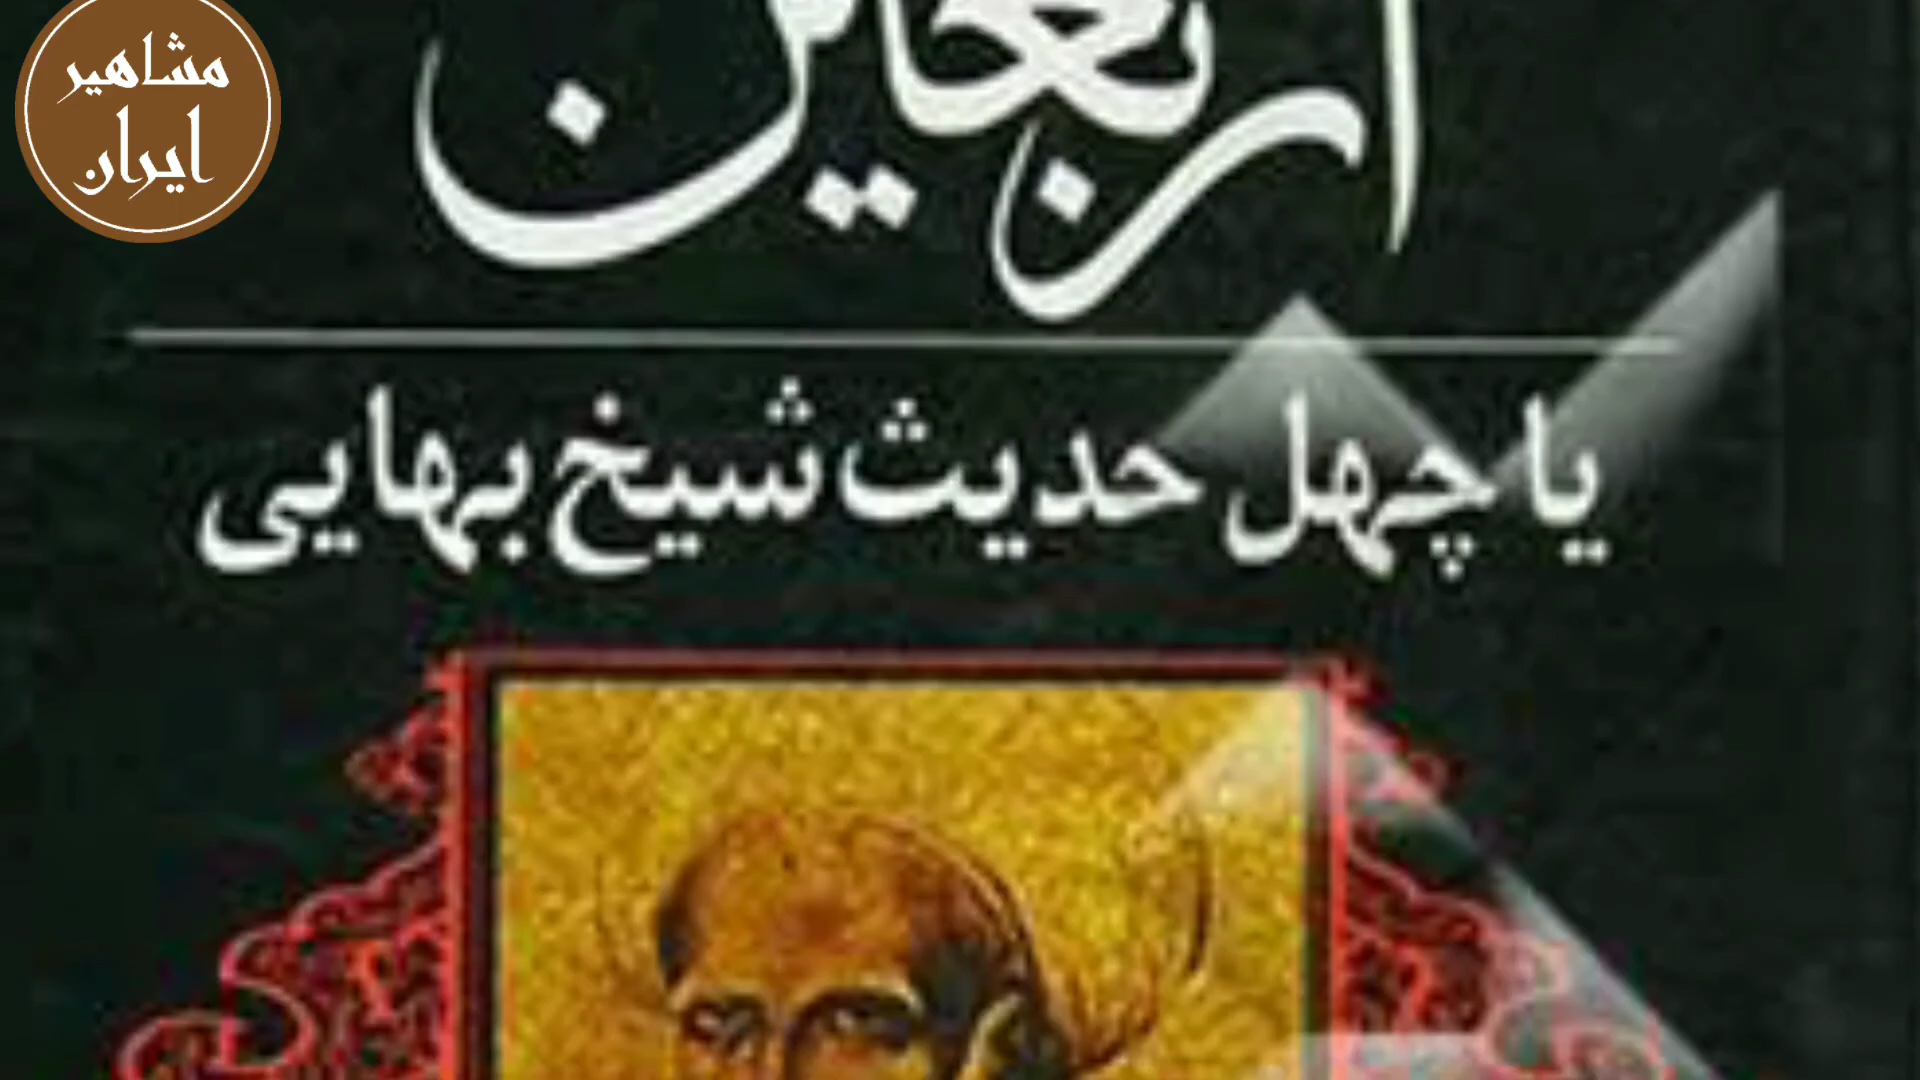 مشاهیر
ایران
اربعین
یا چهل حدیث شیخ بهایی